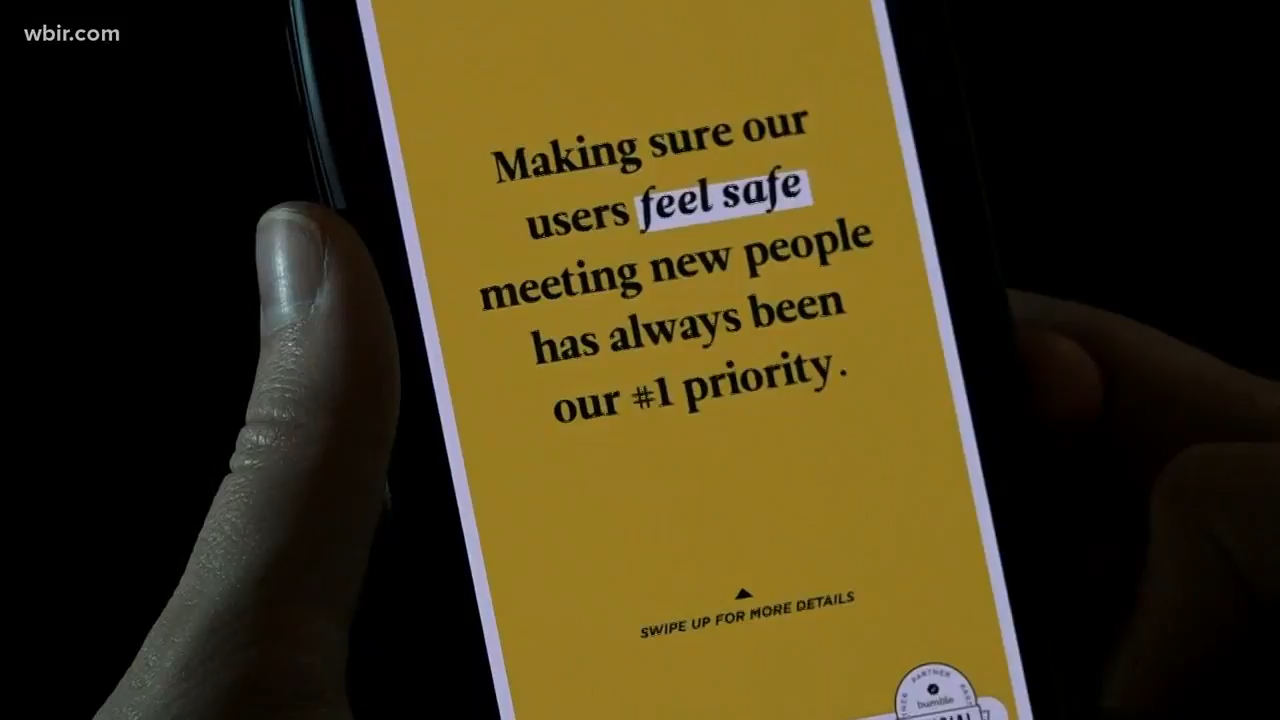 wbir.com
Making sure our
users feel safe
meeting new people
has always been
our #1 priority.
SWIPE UP FOR MORE DETAILS
PARTNER
bumble